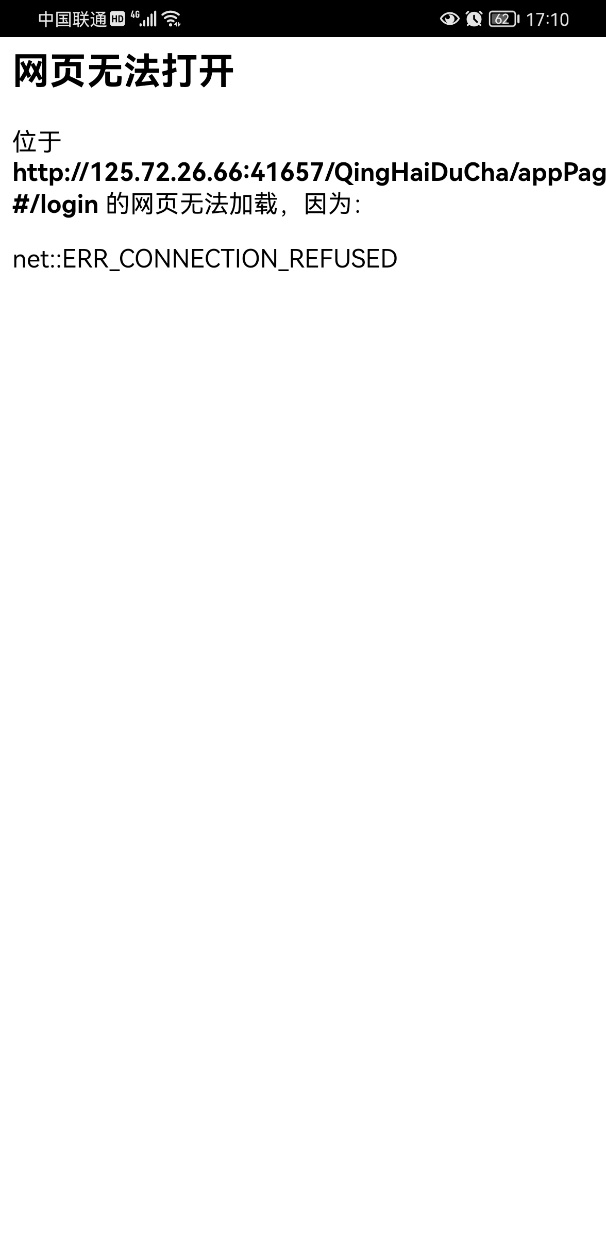 中国联通 HD 4G 62 17:10
网页无法打开
位于
http://125.72.26.66:41657/QingHaiDuCha/appPag
#/login 的网页无法加载，因为：
net::ERR_CONNECTION_REFUSED